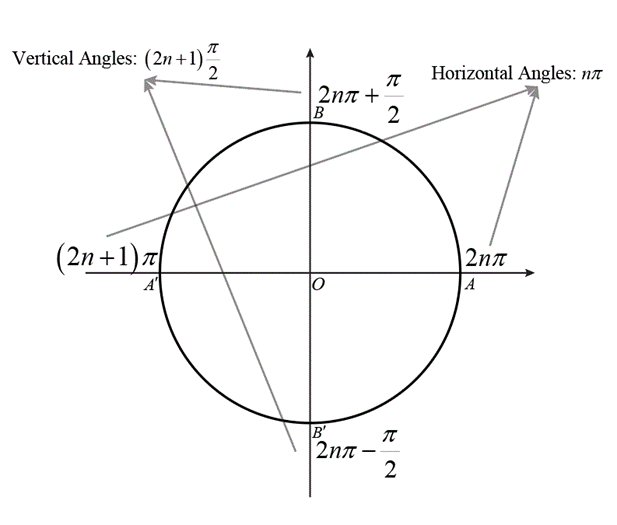 Vertical Angles: (2n+1) π/2
Horizontal Angles: nπ
2nπ + π/2
B
(2n+1)π
2nπ
A'
O
A
B'
2nπ − π/2